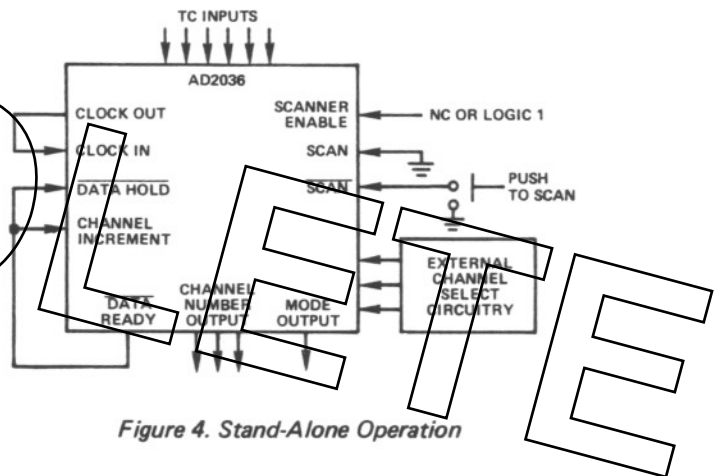 TC INPUTS
AD2036
CLOCK OUT
CLOCK IN
DATA HOLD
CHANNEL
INCREMENT
DATA
READY
CHANNEL
NUMBER
OUTPUT
MODE
OUTPUT
SCANNER
ENABLE
NC OR LOGIC 1
SCAN
SCAN
PUSH
TO SCAN
EXTERNAL
CHANNEL
SELECT
CIRCUITRY
LETE
Figure 4. Stand-Alone Operation